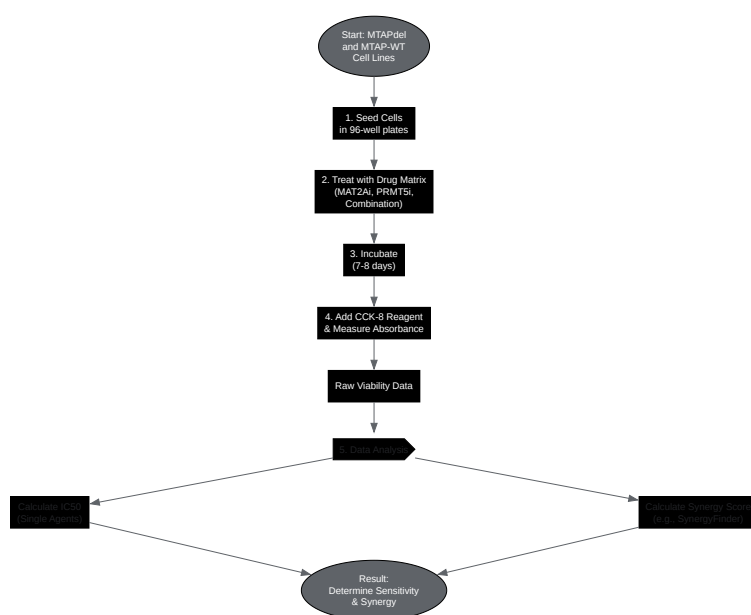 Start: MTAPdel
and MTAP-WT
Cell Lines
1. Seed Cells
in 96-well plates
2. Treat with Drug Matrix
(MAT2Ai, PRMT5i,
Combination)
3. Incubate
(7-8 days)
4. Add CCK-8 Reagent
& Measure Absorbance
Raw Viability Data
5. Data Analysis
Calculate IC50
(Single Agents)
Calculate Synergy Score
(e.g., SynergyFinder)
Result:
Determine Sensitivity
& Synergy